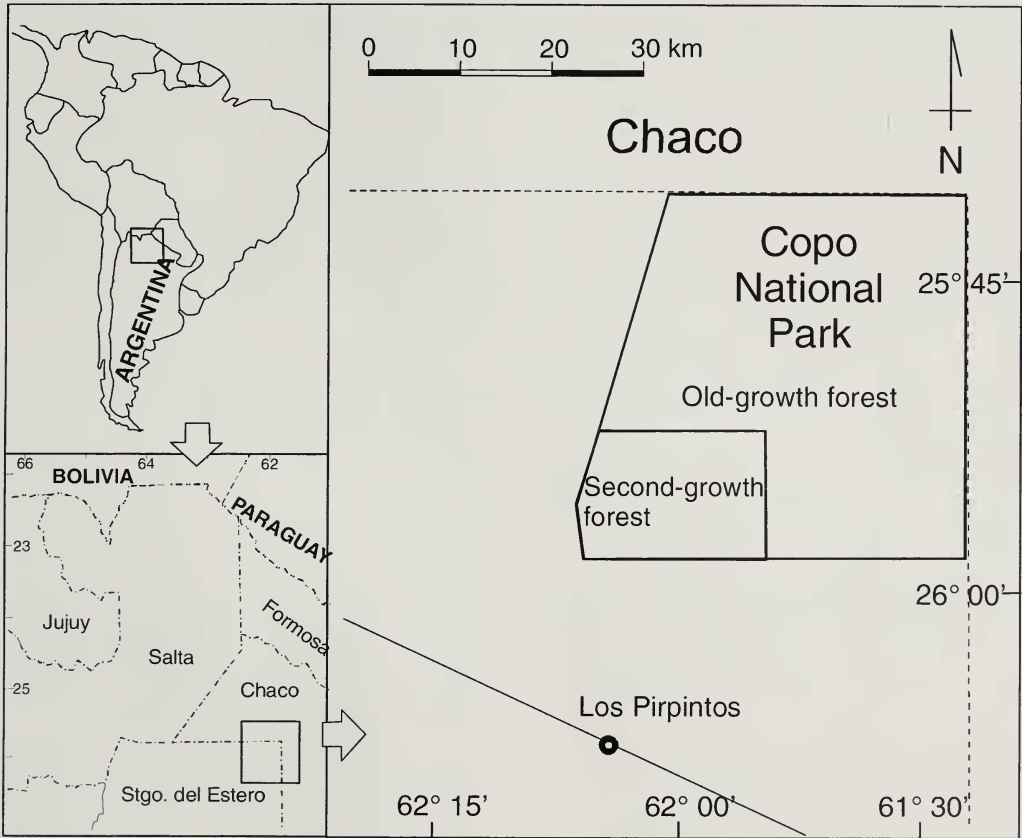 ARGENTINA
66
64
62
BOLIVIA
PARAGUAY
23
Jujuy
Formosa
Salta
25
Chaco
Stgo. del Estero
0 10 20 30 km
Chaco
N
Copo
National
Park
25° 45’
Old-growth forest
Second-growth
forest
26° 00’
Los Pirpintos
62° 15’
62° 00’
61° 30’